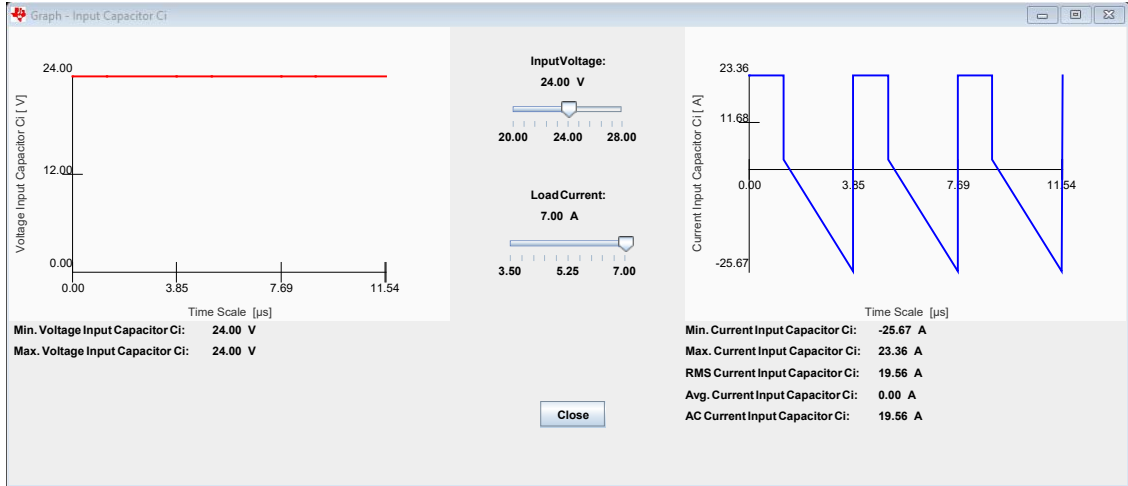 Graph - Input Capacitor Ci
24.00
12.00
0.00
Voltage Input Capacitor Ci [ V]
0.00 3.85 7.69 11.54
Time Scale [µs]
Min. Voltage Input Capacitor Ci: 24.00 V
Max. Voltage Input Capacitor Ci: 24.00 V
Input Voltage:
24.00 V
20.00 24.00 28.00
Load Current:
7.00 A
3.50 5.25 7.00
Close
23.36
11.68
-25.67
Current Input Capacitor Ci [ A]
0.00 3.85 7.69 11.54
Time Scale [µs]
Min. Current Input Capacitor Ci: -25.67 A
Max. Current Input Capacitor Ci: 23.36 A
RMS Current Input Capacitor Ci: 19.56 A
Avg. Current Input Capacitor Ci: 0.00 A
AC Current Input Capacitor Ci: 19.56 A